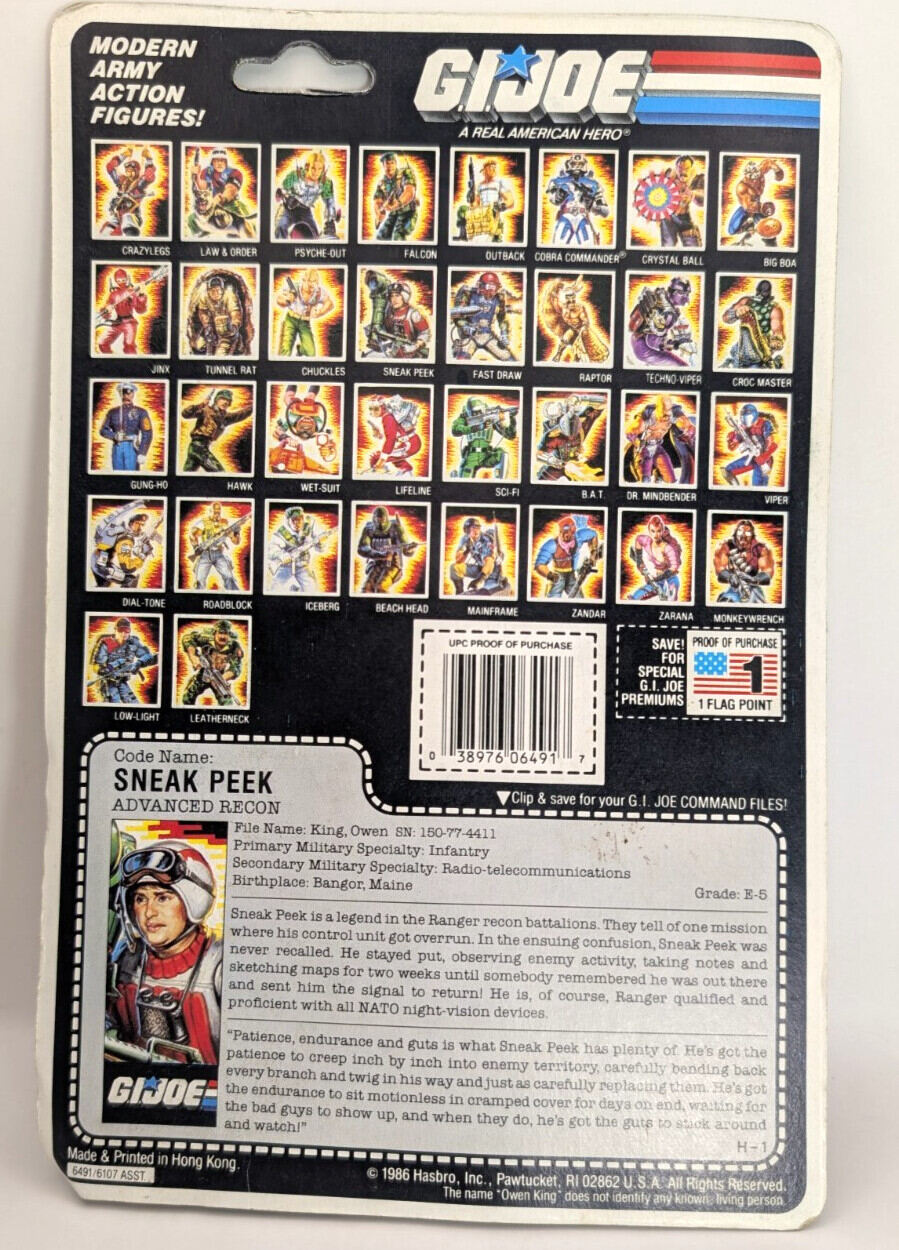 MODERN
ARMY
ACTION
FIGURES!
G.I. JOE
A REAL AMERICAN HERO®
CRAZYLEGS LAW & ORDER PSYCHE-OUT FALCON OUTBACK COBRA COMMANDER® CRYSTAL BALL BIG BOA
JINX TUNNEL RAT CHUCKLES SNEAK PEEK FAST DRAW RAPTOR TECHNO-VIPER CROC MASTER
GUNG-HO HAWK WET-SUIT LIFELINE SCI-FI B.A.T. DR. MINDBENDER VIPER
DIAL-TONE ROADBLOCK ICEBERG BEACH HEAD MAINFRAME ZANDAR ZARANA MONKEYWRENCH
LOW-LIGHT LEATHERNECK
UPC PROOF OF PURCHASE
0 38976 06491 7
SAVE!
FOR
SPECIAL
G.I. JOE
PREMIUMS
PROOF OF PURCHASE
1
1 FLAG POINT
▼Clip & save for your G.I. JOE COMMAND FILES!
Code Name:
SNEAK PEEK
ADVANCED RECON
File Name: King, Owen SN: 150-77-4411
Primary Military Specialty: Infantry
Secondary Military Specialty: Radio-telecommunications
Birthplace: Bangor, Maine
Grade: E-5
Sneak Peek is a legend in the Ranger recon battalions. They tell of one mission
where his control unit got overrun. In the ensuing confusion, Sneak Peek was
never recalled. He stayed put, observing enemy activity, taking notes and
sketching maps for two weeks until somebody remembered he was out there
and sent him the signal to return! He is, of course, Ranger qualified and
proficient with all NATO night-vision devices.
"Patience, endurance and guts is what Sneak Peek has plenty of. He's got the
patience to creep inch by inch into enemy territory, carefully bending back
every branch and twig in his way and just as carefully replacing them. He's got
the endurance to sit motionless in cramped cover for days on end, waiting for
the bad guys to show up, and when they do, he's got the guts to stick around
and watch!"
G.I. JOE
H-1
Made & Printed in Hong Kong.
6491/6107 ASST.
© 1986 Hasbro, Inc., Pawtucket, RI 02862 U.S.A. All Rights Reserved.
The name "Owen King" does not identify any known, living person